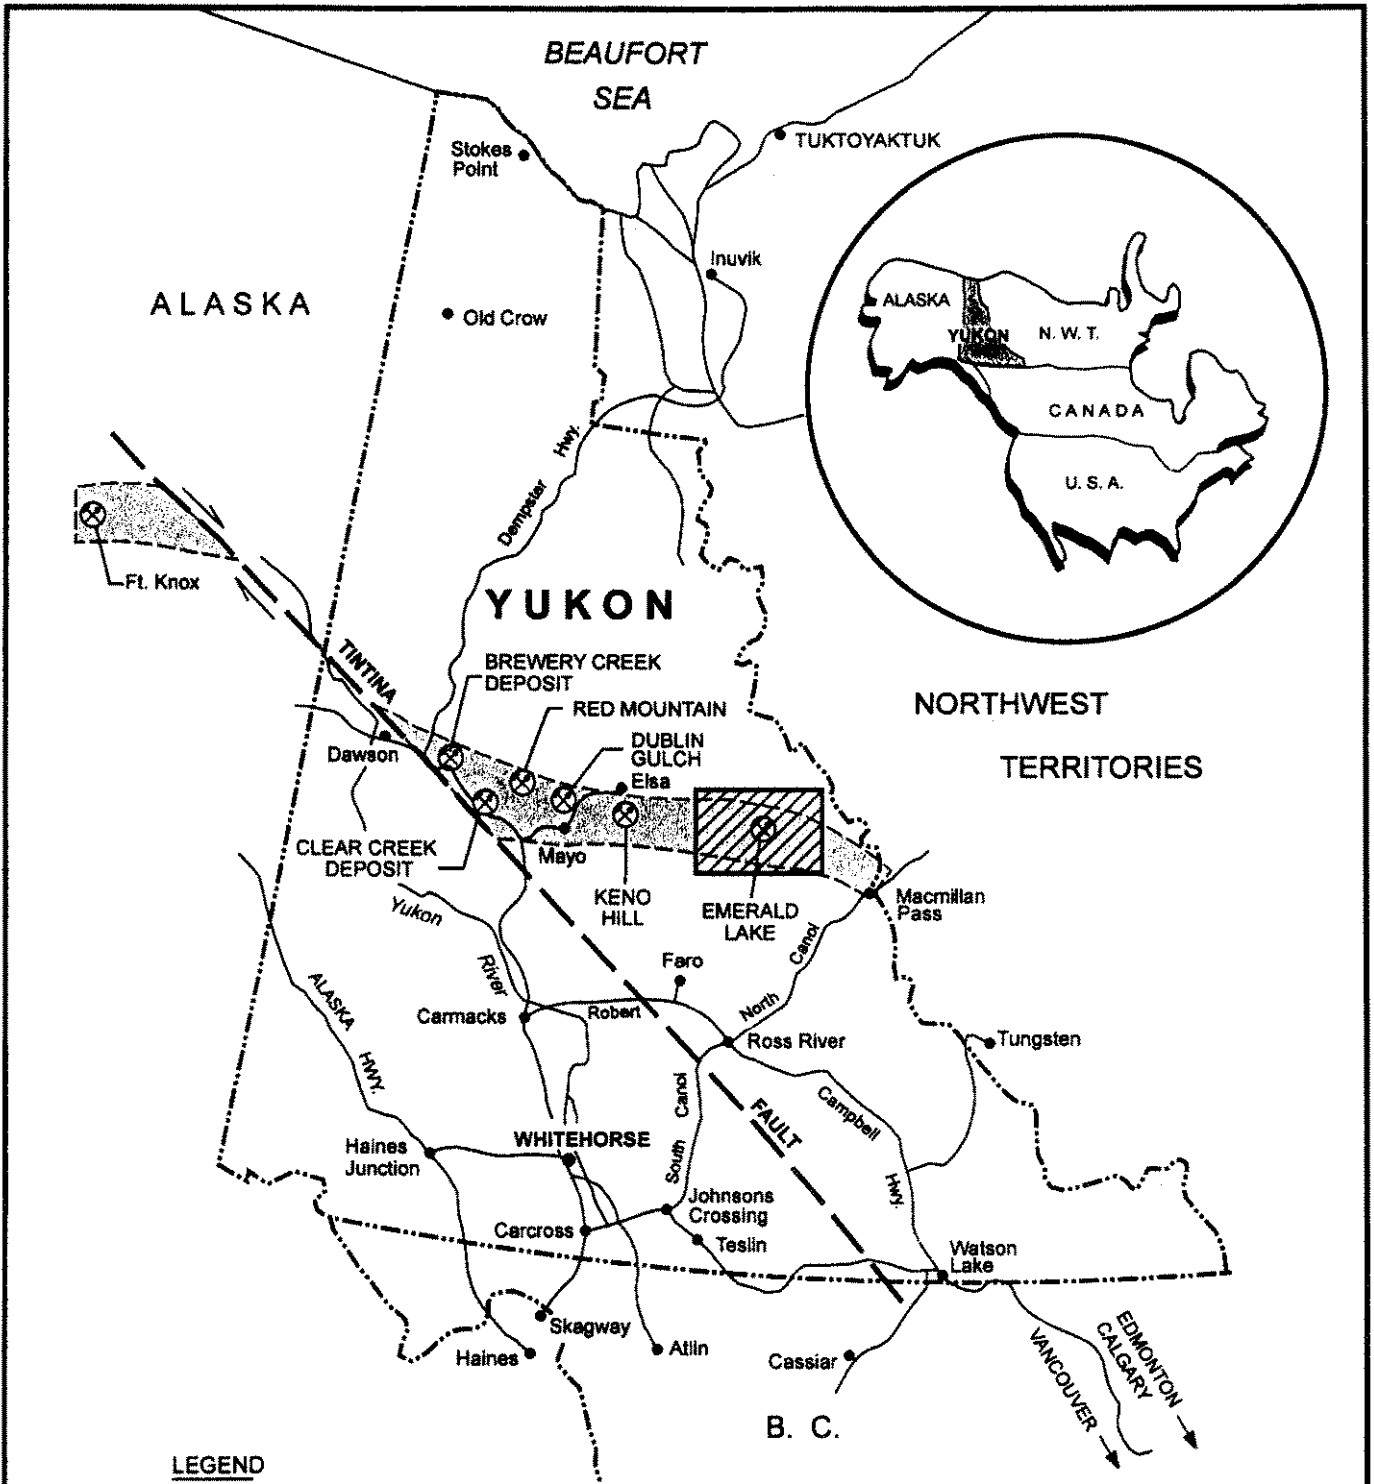 BEAUFORT
SEA
TUKTOYAKTUK
Stokes
Point
Inuvik
ALASKA
Old Crow
ALASKA
YUKON
N. W. T.
CANADA
U. S. A.
Dempster
Hwy.
Ft. Knox
YUKON
TINTINA
BREWERY CREEK
DEPOSIT
RED MOUNTAIN
DUBLIN
GULCH
Elsa
NORTHWEST
TERRITORIES
Dawson
CLEAR CREEK
DEPOSIT
Mayo
KENO
HILL
EMERALD
LAKE
Macmillan
Pass
Yukon
River
Faro
Canol
North
ALASKA
HWY.
Carmacks
Robert
Ross River
Tungsten
Campbell
Hwy.
FAULT
South
Canol
Haines
Junction
WHITEHORSE
Johnsons
Crossing
Carcross
Teslin
Watson
Lake
Skagway
Haines
Atlin
Cassiar
B. C.
VANCOUVER
EDMONTON
CALGARY
LEGEND